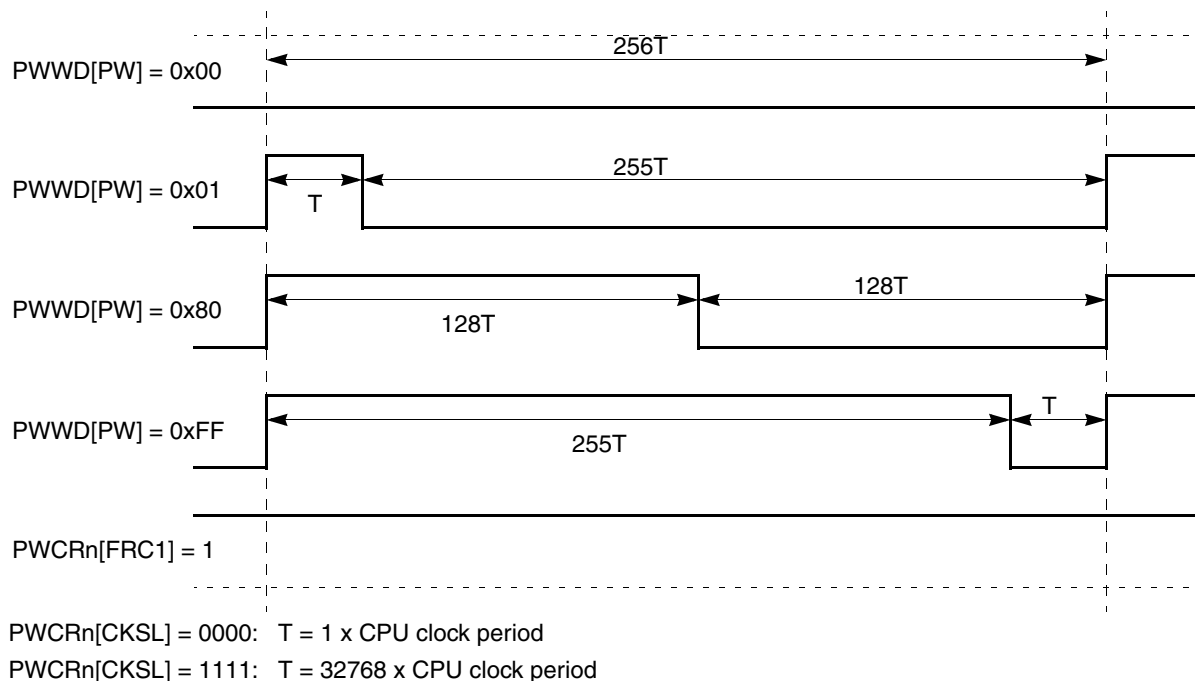 256T
PWWD[PW] = 0x00
255T
PWWD[PW] = 0x01
T
128T
PWWD[PW] = 0x80
128T
T
PWWD[PW] = 0xFF
255T
PWCRn[FRC1] = 1
PWCRn[CKSL] = 0000: T = 1 x CPU clock period
PWCRn[CKSL] = 1111: T = 32768 x CPU clock period